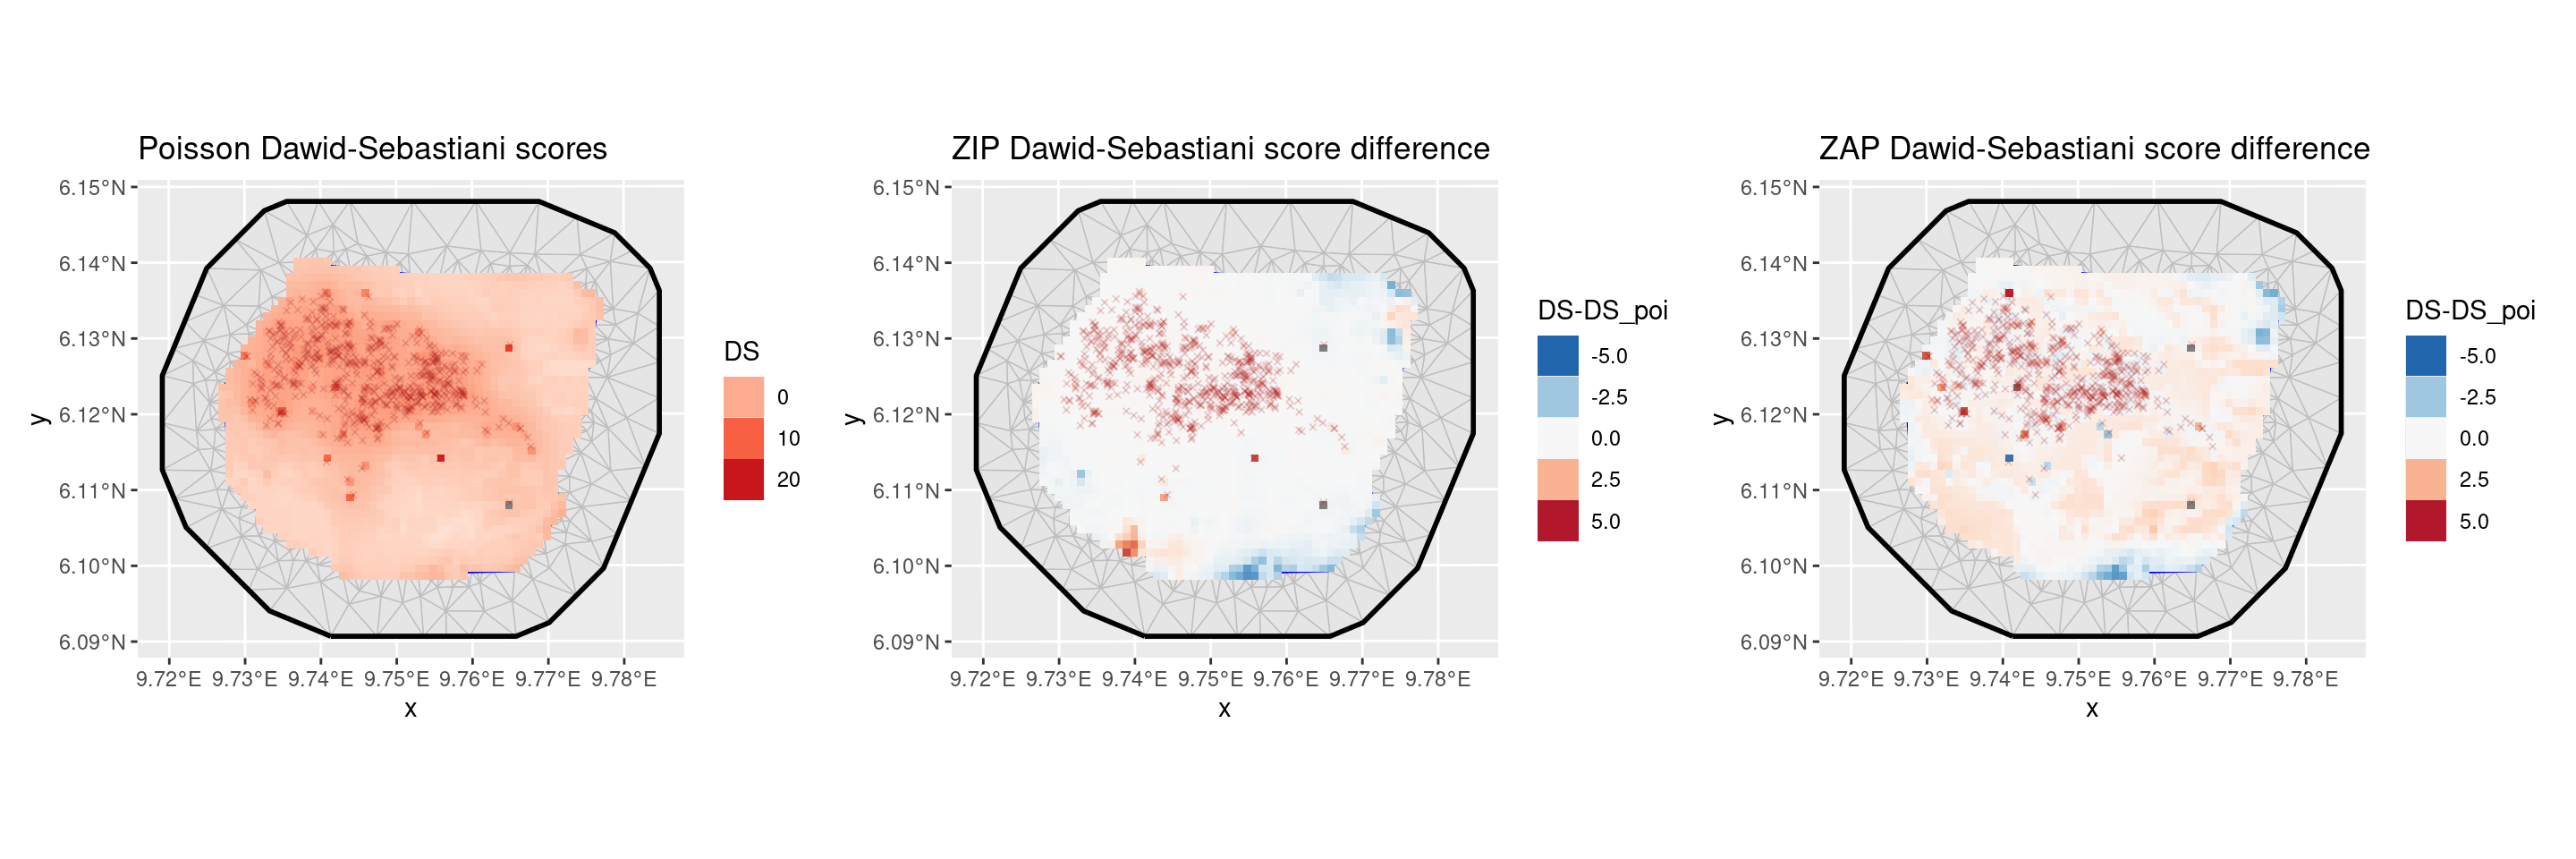 Poisson Dawid-Sebastiani scores
6.15°N
6.14°N
6.13°N
6.12°N
6.11°N
6.10°N
6.09°N
y
9.72°E 9.73°E 9.74°E 9.75°E 9.76°E 9.77°E 9.78°E
x
DS
0
10
20
ZIP Dawid-Sebastiani score difference
6.15°N
6.14°N
6.13°N
6.12°N
6.11°N
6.10°N
6.09°N
y
9.72°E 9.73°E 9.74°E 9.75°E 9.76°E 9.77°E 9.78°E
x
DS-DS_poi
-5.0
-2.5
0.0
2.5
5.0
ZAP Dawid-Sebastiani score difference
6.15°N
6.14°N
6.13°N
6.12°N
6.11°N
6.10°N
6.09°N
y
9.72°E 9.73°E 9.74°E 9.75°E 9.76°E 9.77°E 9.78°E
x
DS-DS_poi
-5.0
-2.5
0.0
2.5
5.0